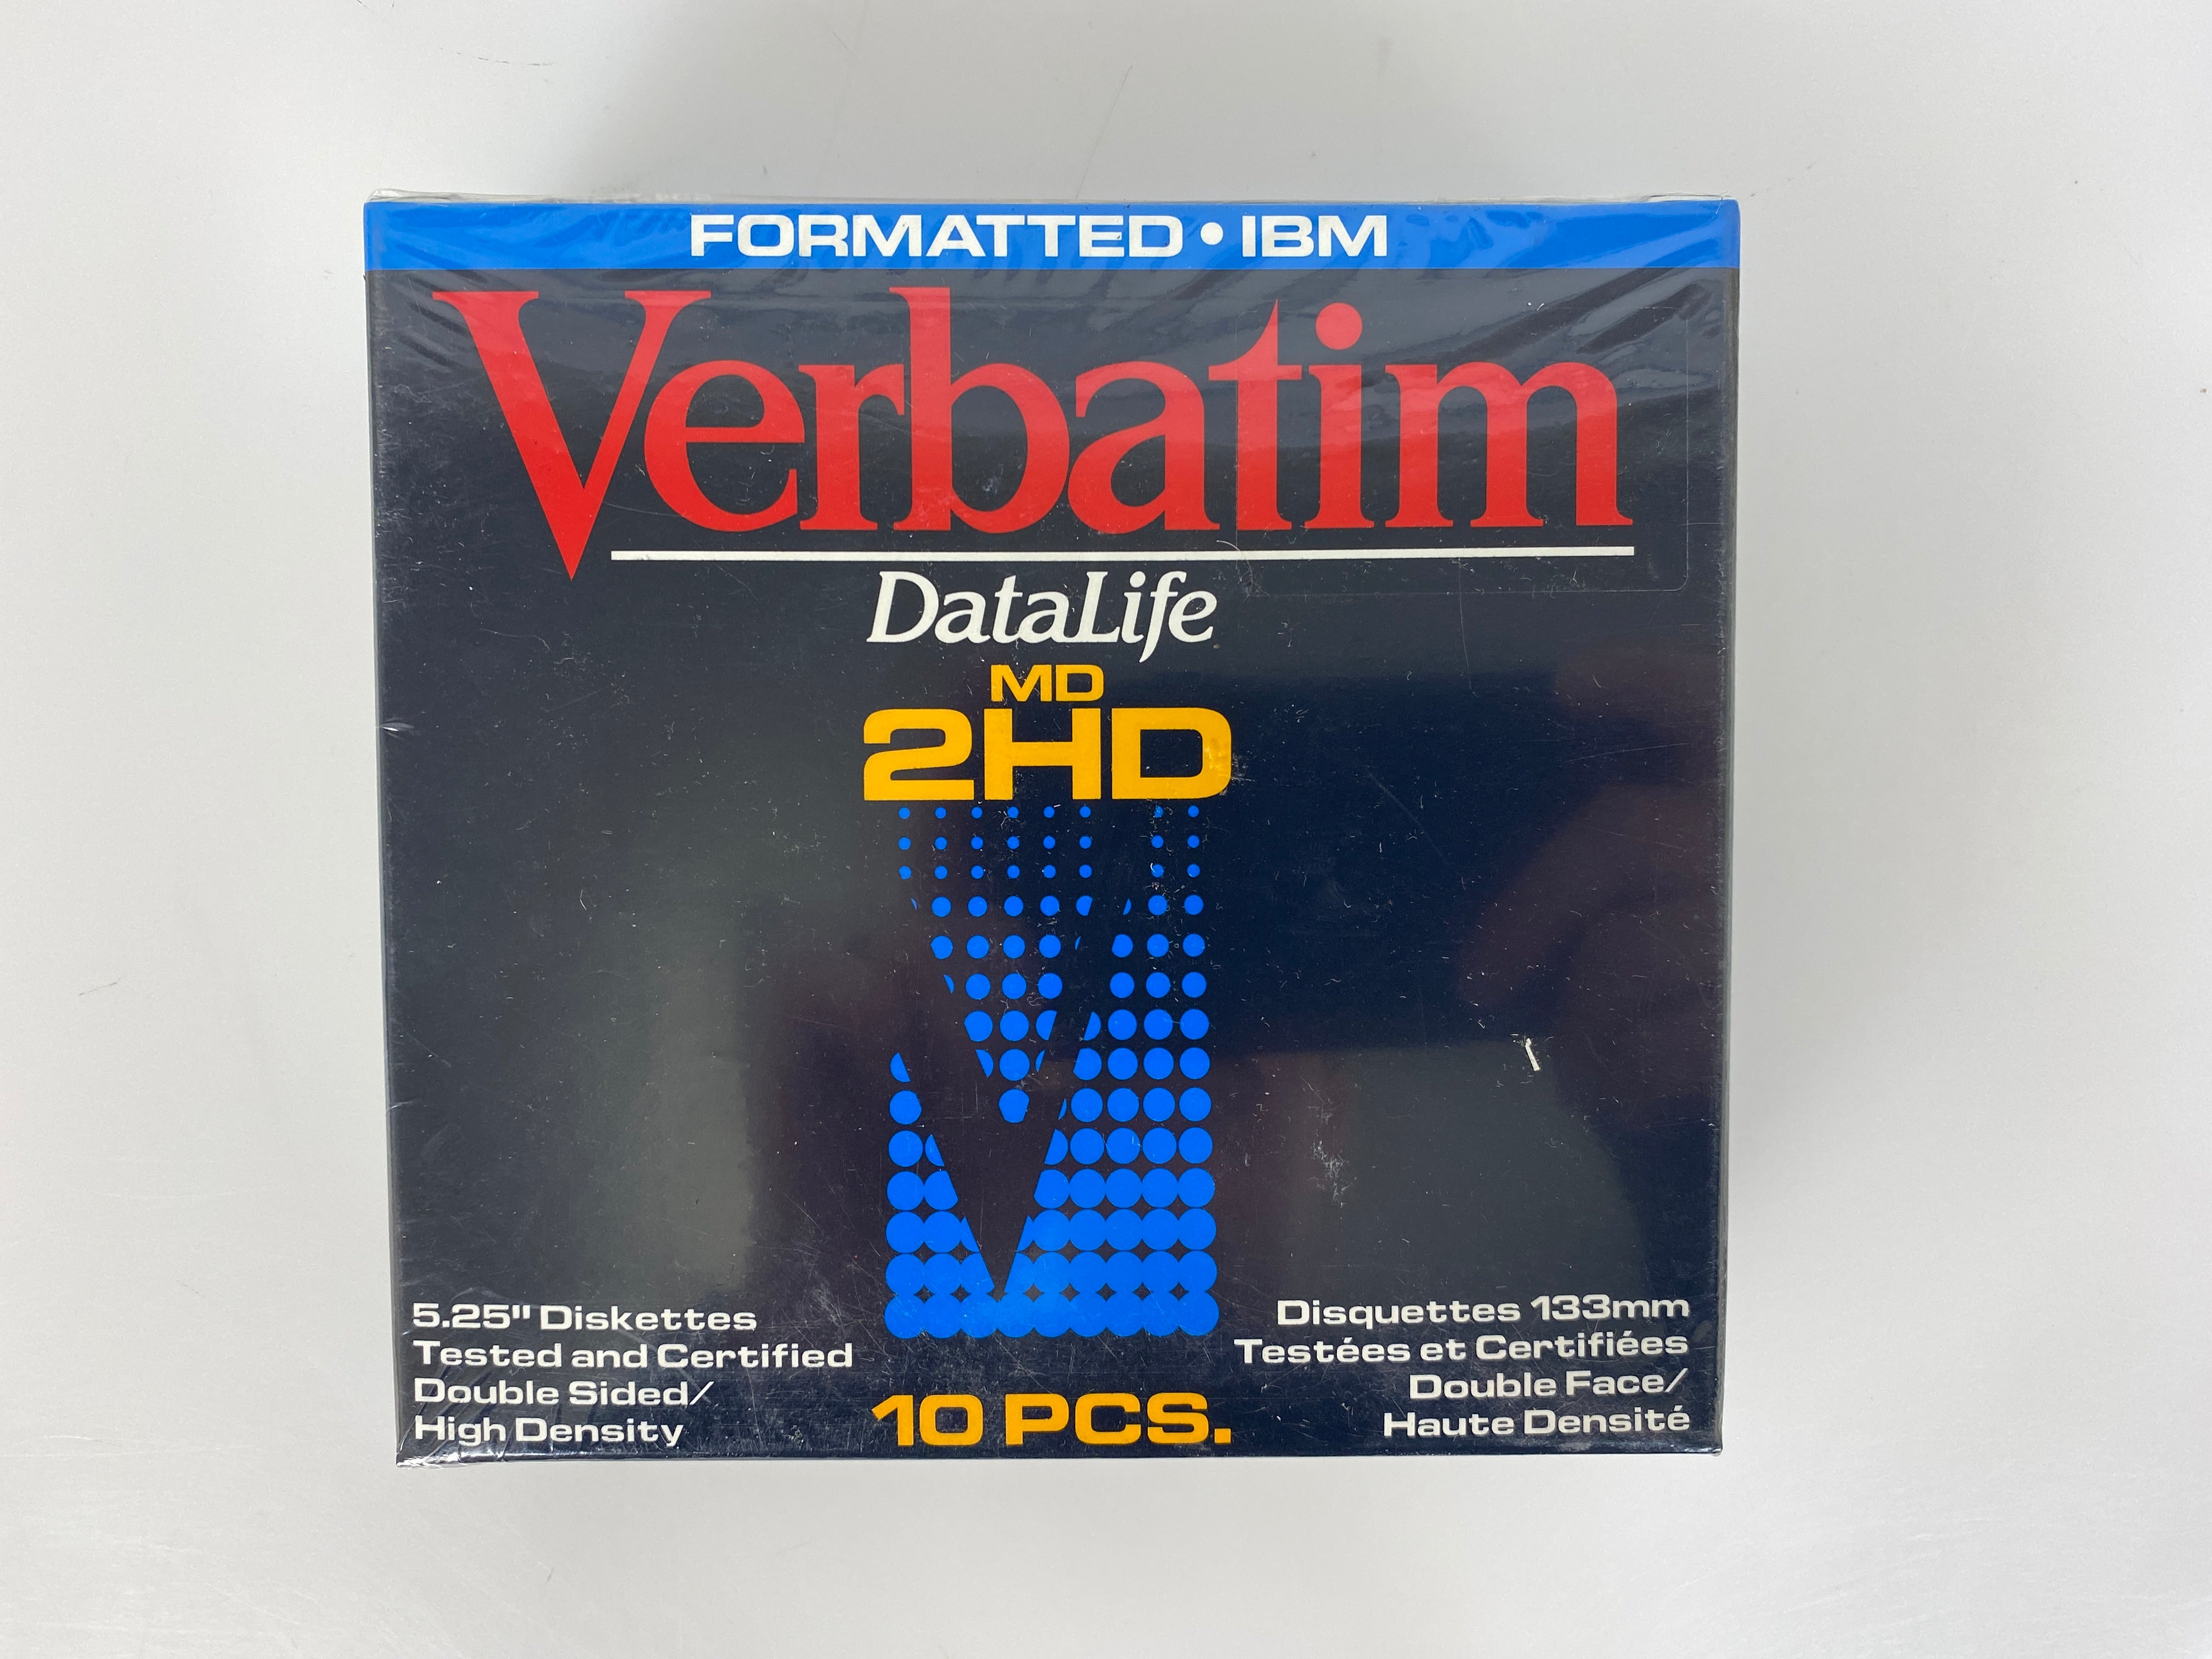 FORMATTED • IBM
Verbatim
DataLife
MD
2HD
5.25" Diskettes
Tested and Certified
Double Sided/
High Density
10 PCS.
Disquettes 133mm
Testées et Certifiées
Double Face/
Haute Densité